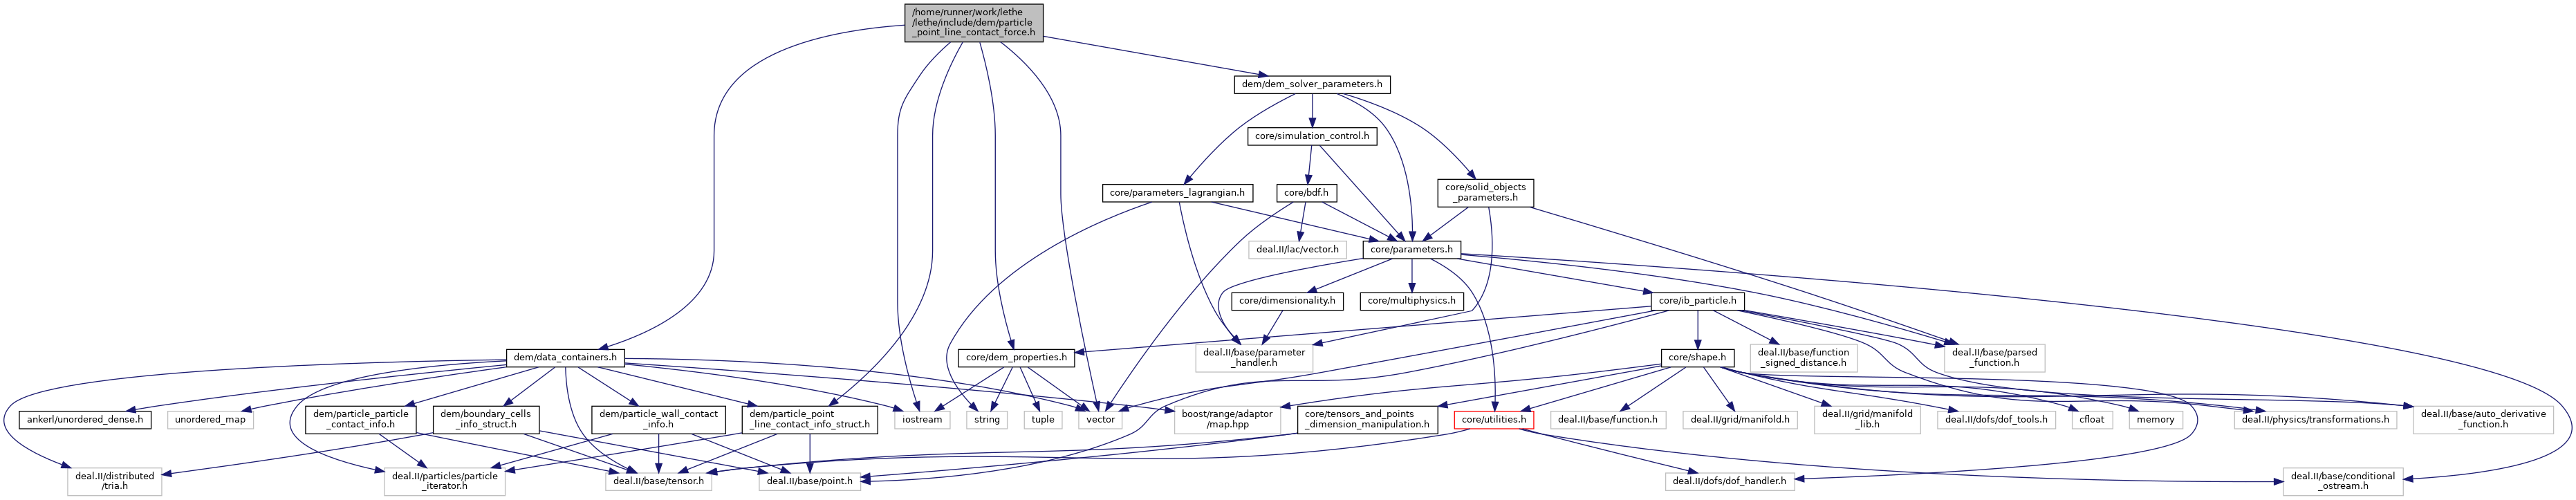 /home/runner/work/lethe
/lethe/include/dem/particle
_point_line_contact_force.h
dem/dem_solver_parameters.h
core/simulation_control.h
core/parameters_lagrangian.h
core/bdf.h
core/solid_objects
_parameters.h
deal.II/lac/vector.h
core/parameters.h
core/dimensionality.h
core/multiphysics.h
core/ib_particle.h
dem/data_containers.h
core/dem_properties.h
deal.II/base/parameter
_handler.h
core/shape.h
deal.II/base/function
_signed_distance.h
deal.II/base/parsed
_function.h
ankerl/unordered_dense.h
unordered_map
dem/particle_particle
_contact_info.h
dem/boundary_cells
_info_struct.h
dem/particle_wall_contact
_info.h
dem/particle_point
_line_contact_info_struct.h
iostream
string
tuple
vector
boost/range/adaptor
/map.hpp
core/tensors_and_points
_dimension_manipulation.h
core/utilities.h
deal.II/base/function.h
deal.II/grid/manifold.h
deal.II/grid/manifold
_lib.h
deal.II/dofs/dof_tools.h
cfloat
memory
deal.II/physics/transformations.h
deal.II/base/auto_derivative
_function.h
deal.II/distributed
/tria.h
deal.II/particles/particle
_iterator.h
deal.II/base/tensor.h
deal.II/base/point.h
deal.II/dofs/dof_handler.h
deal.II/base/conditional
_ostream.h